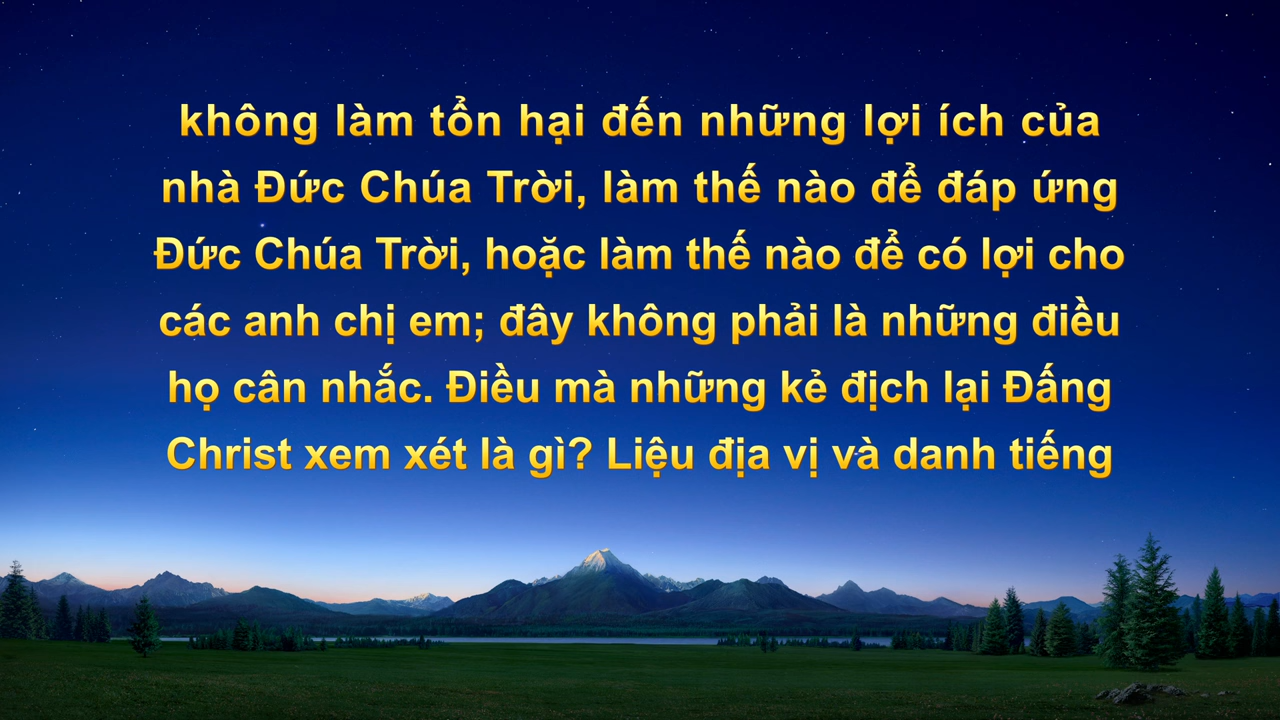 không làm tổn hại đến những lợi ích của
nhà Đức Chúa Trời, làm thế nào để đáp ứng
Đức Chúa Trời, hoặc làm thế nào để có lợi cho
các anh chị em; đây không phải là những điều
họ cân nhắc. Điều mà những kẻ địch lại Đấng
Christ xem xét là gì? Liệu địa vị và danh tiếng